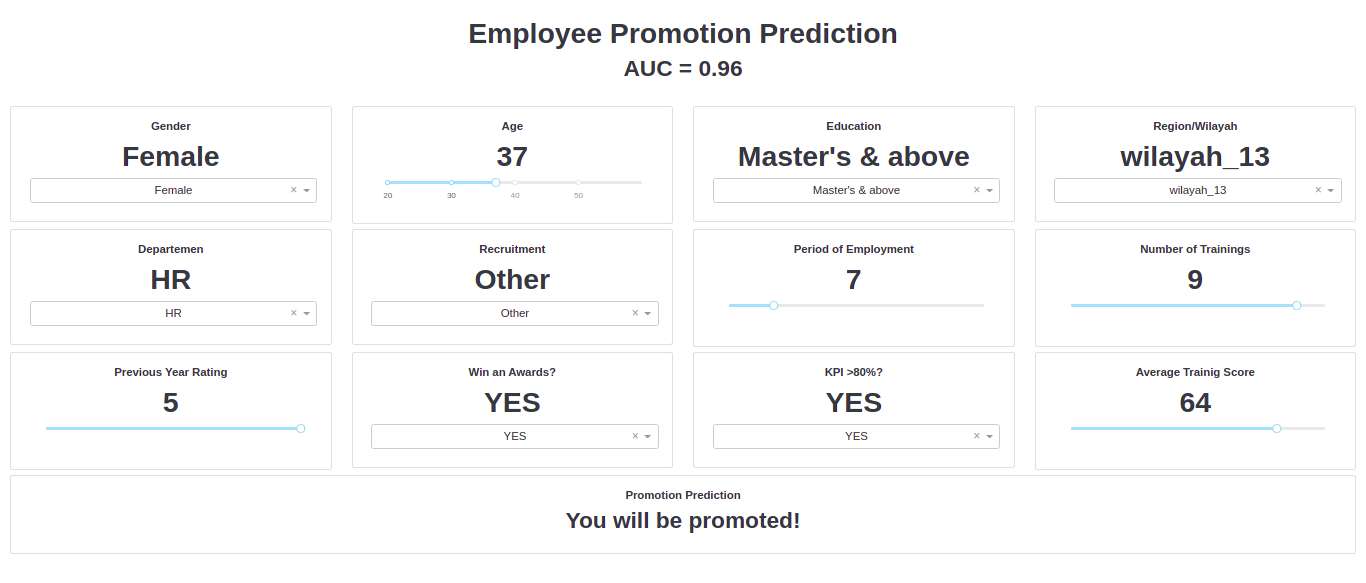 Employee Promotion Prediction
AUC = 0.96
Gender
Female
Female × 
Age
37
20 30 40 50
Education
Master's & above
Master's & above ×
Region/Wilayah
wilayah_13
wilayah_13 ×
Departemen
HR
HR ×
Recruitment
Other
Other ×
Period of Employment
7
Number of Trainings
9
Previous Year Rating
5
Win an Awards?
YES
YES ×
KPI >80%?
YES
YES ×
Average Trainig Score
64
Promotion Prediction
You will be promoted!